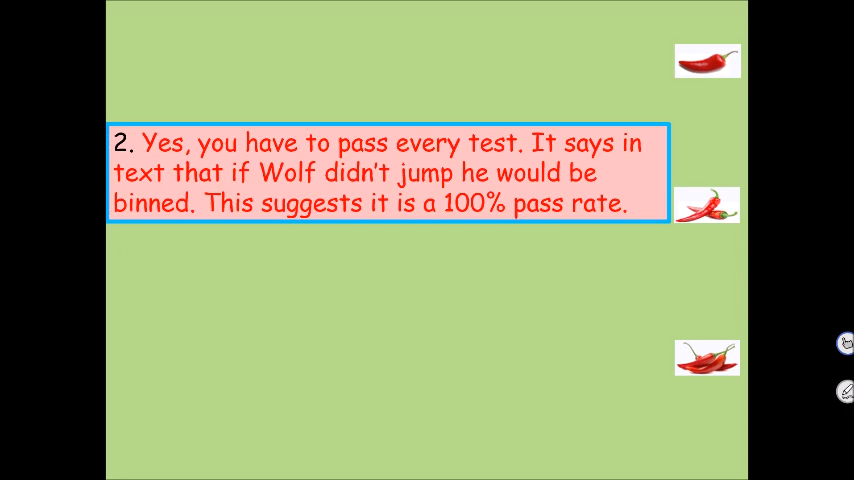 2. Yes, you have to pass every test. It says in
text that if Wolf didn't jump he would be
binned. This suggests it is a 100% pass rate.